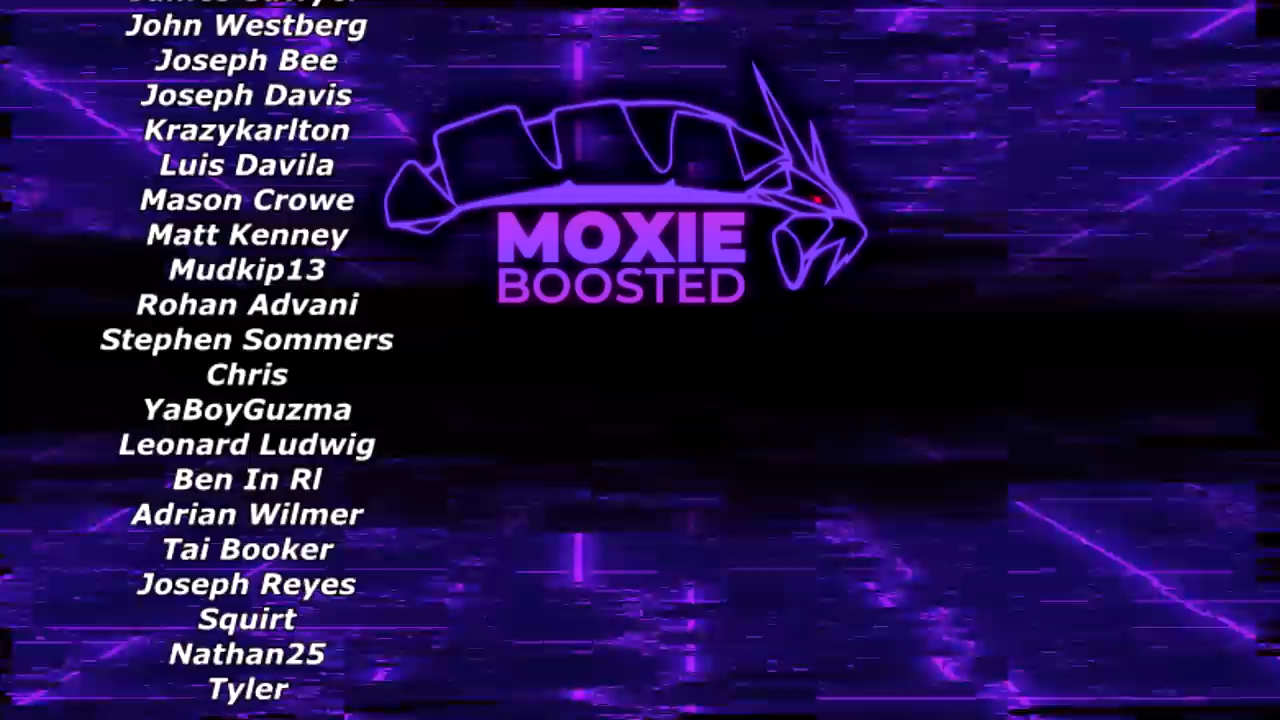 John Westberg
Joseph Bee
Joseph Davis
Krazykarlton
Luis Davila
Mason Crowe
Matt Kenney
Mudkip13
Rohan Advani
Stephen Sommers
Chris
YaBoyGuzma
Leonard Ludwig
Ben In Rl
Adrian Wilmer
Tai Booker
Joseph Reyes
Squirt
Nathan25
Tyler
MOXIE
BOOSTED